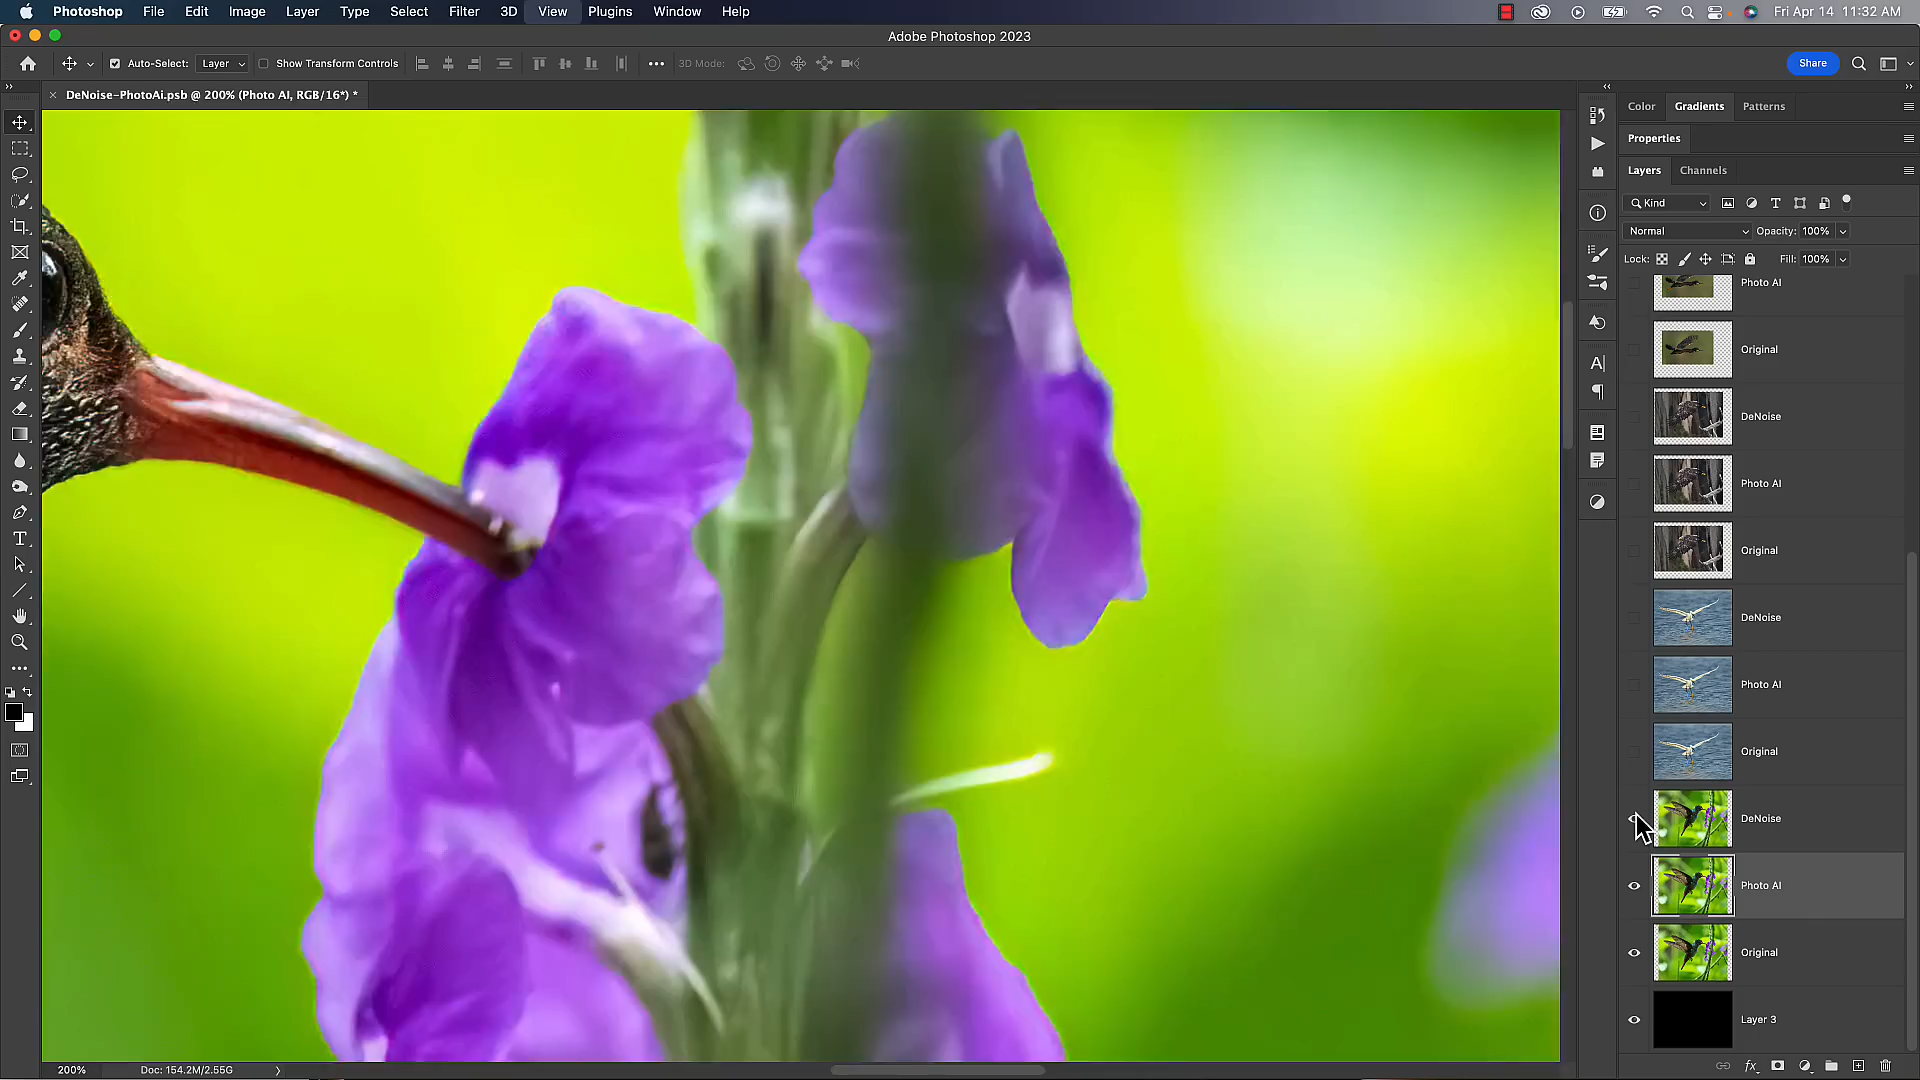 Photoshop File Edit Image Layer Type Select Filter 3D View Plugins Window Help Fri Apr 14 11:32 AM
Adobe Photoshop 2023
Auto-Select: Layer Show Transform Controls 3D Mode: Share
DeNoise-PhotoAi.psb @ 200% (Photo AI, RGB/16*) *
Color Gradients Patterns
Properties
Layers Channels
Kind
Normal Opacity: 100%
Lock: Fill: 100%
Photo AI
Original
DeNoise
Photo AI
Original
DeNoise
Photo AI
Original
DeNoise
Photo AI
Original
Layer 3
200% Doc: 154.2M/2.55G